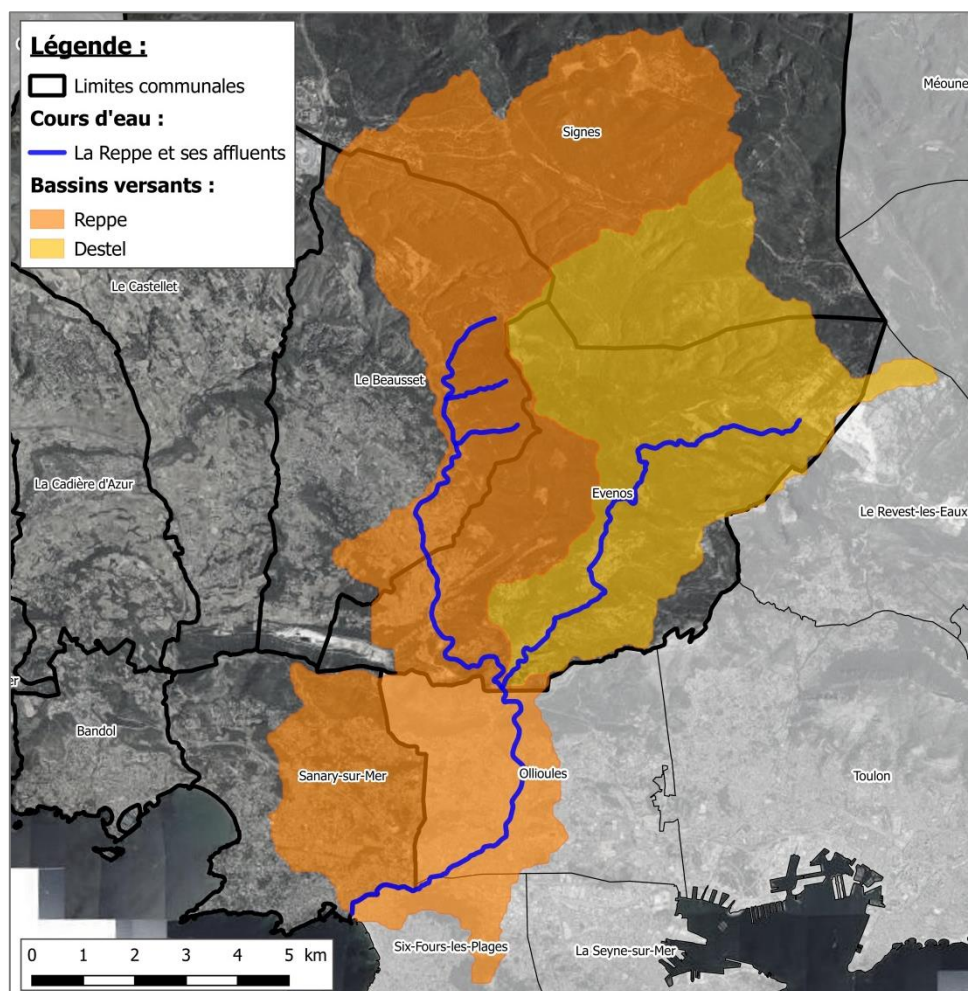 Légende :
Limites communales
Cours d'eau :
La Reppe et ses affluents
Bassins versants :
Reppe
Destel
Signes
Méoune
Le Castellet
Le Beausset
La Cadière d'Azur
Evenos
Le Revest-les-Eaux
Bandol
Sanary-sur-Mer
Ollioules
Toulon
Six-Fours-les-Plages
La Seyne-sur-Mer
0 1 2 3 4 5 km